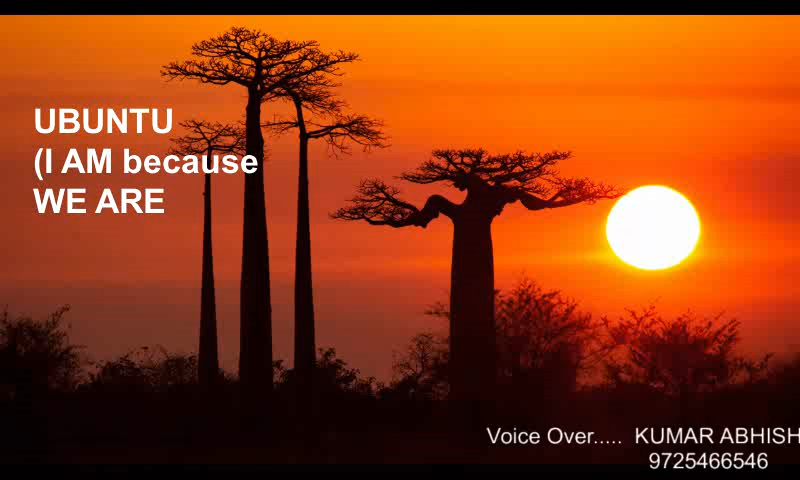 UBUNTU
(I AM because
WE ARE
Voice Over..... KUMAR ABHISH
9725466546